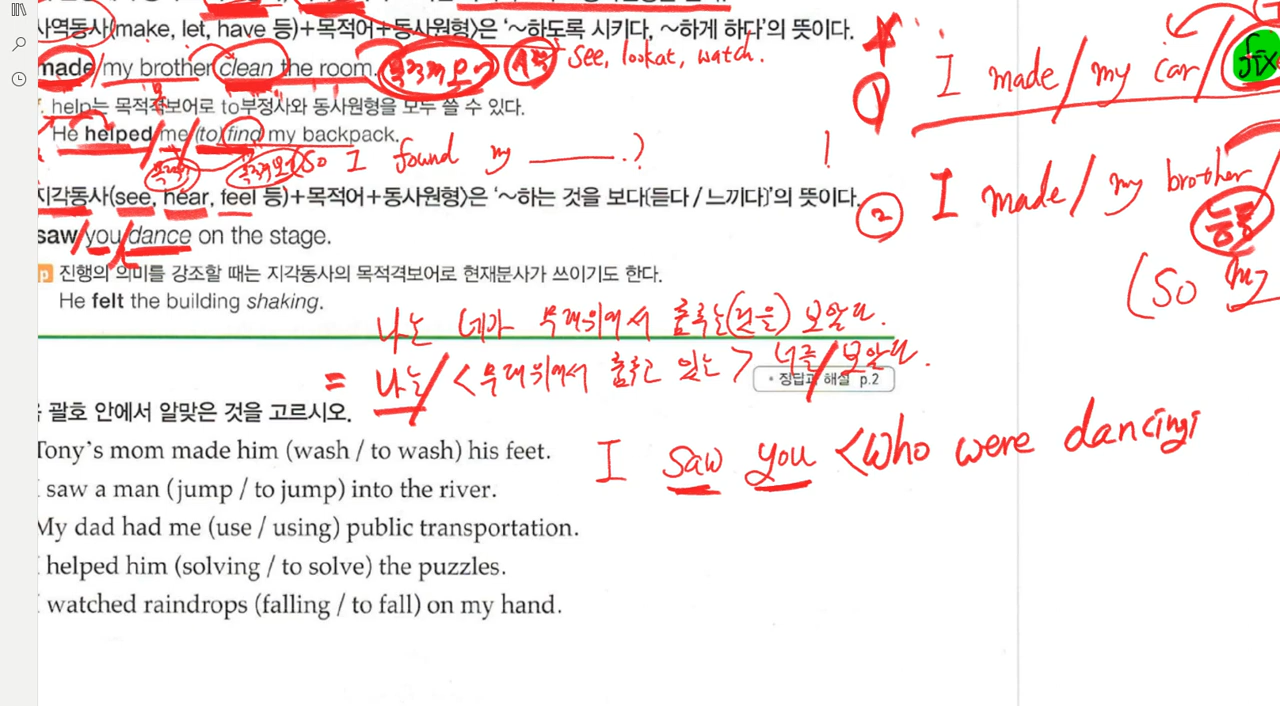 사역동사(make, let, have 등)+목적어+동사원형〉은 ‘~하도록 시키다, ~하게 하다’의 뜻이다.
made/my brother clean the room. see, look at, watch.
I made/my car/fix
help는 목적격보어로 to부정사와 동사원형을 모두 쓸 수 있다.
①
He helped/me/(to) find my backpack.
(So I found my ____.?) !
지각동사(see, hear, feel 등)+목적어+동사원형〉은 ‘~하는 것을 보다{듣다/느끼다}’의 뜻이다.
② I made/my brother/
능동
saw/you/dance on the stage.
p 진행의 의미를 강조할 때는 지각동사의 목적격보어로 현재분사가 쓰이기도 한다.
(So my
He felt the building shaking.
나는 네가 무대위에서 춤추는(것을) 보았다.
= 나는/<무대위에서 춤추고 있는> 너를/보았다.
• 정답과 해설 p.2
괄호 안에서 알맞은 것을 고르시오.
Tony’s mom made him (wash / to wash) his feet.
I saw you <who were dancing
saw a man (jump / to jump) into the river.
My dad had me (use / using) public transportation.
helped him (solving / to solve) the puzzles.
watched raindrops (falling / to fall) on my hand.